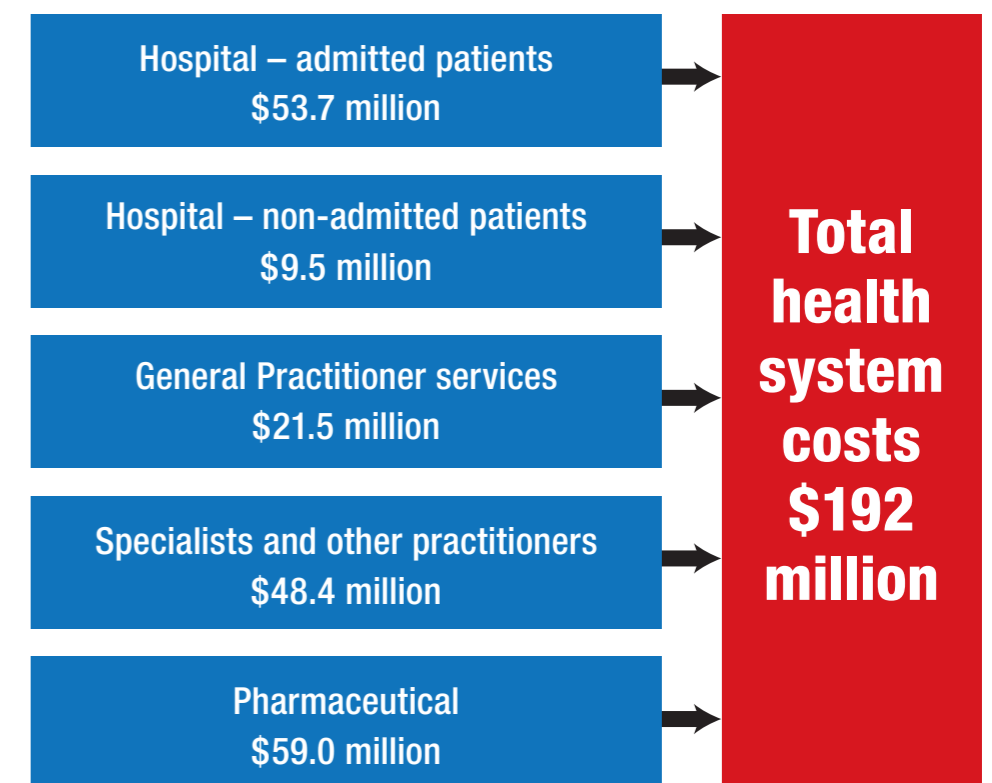 Hospital – admitted patients
$53.7 million
Hospital – non-admitted patients
$9.5 million
General Practitioner services
$21.5 million
Specialists and other practitioners
$48.4 million
Pharmaceutical
$59.0 million
Total
health
system
costs
$192
million